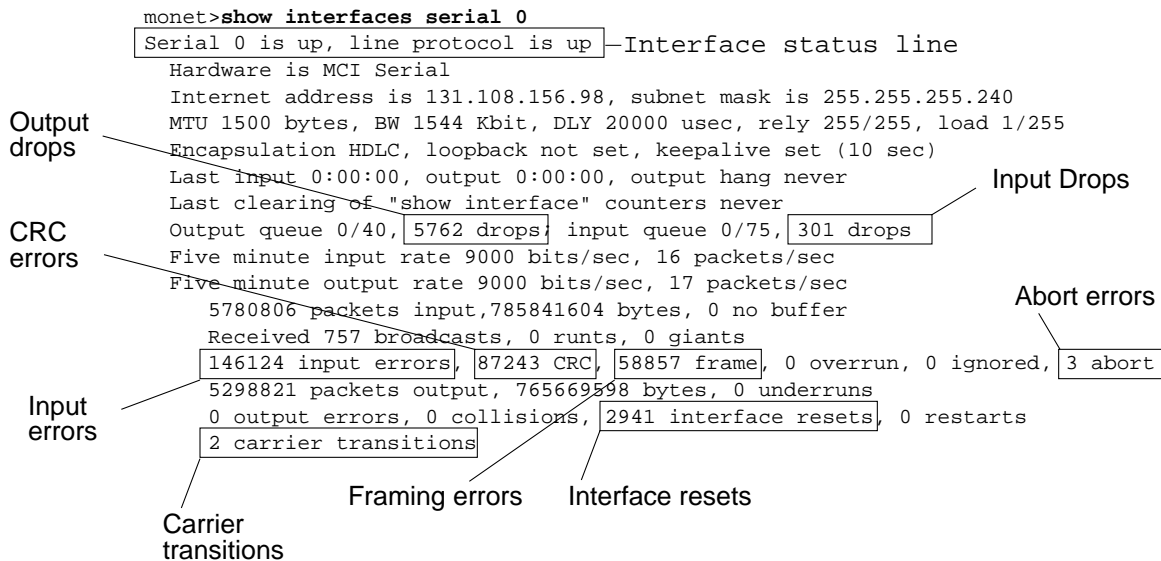 monet>show interfaces serial 0
Serial 0 is up, line protocol is up
Interface status line
Hardware is MCI Serial
Internet address is 131.108.156.98, subnet mask is 255.255.255.240
MTU 1500 bytes, BW 1544 Kbit, DLY 20000 usec, rely 255/255, load 1/255
Encapsulation HDLC, loopback not set, keepalive set (10 sec)
Last input 0:00:00, output 0:00:00, output hang never
Last clearing of "show interface" counters never
Output queue 0/40, 5762 drops; input queue 0/75, 301 drops
Five minute input rate 9000 bits/sec, 16 packets/sec
Five minute output rate 9000 bits/sec, 17 packets/sec
5780806 packets input,785841604 bytes, 0 no buffer
Received 757 broadcasts, 0 runts, 0 giants
146124 input errors, 87243 CRC, 58857 frame, 0 overrun, 0 ignored, 3 abort
5298821 packets output, 765669598 bytes, 0 underruns
0 output errors, 0 collisions, 2941 interface resets, 0 restarts
2 carrier transitions
Output
drops
CRC
errors
Input
errors
Carrier
transitions
Framing errors
Interface resets
Input Drops
Abort errors